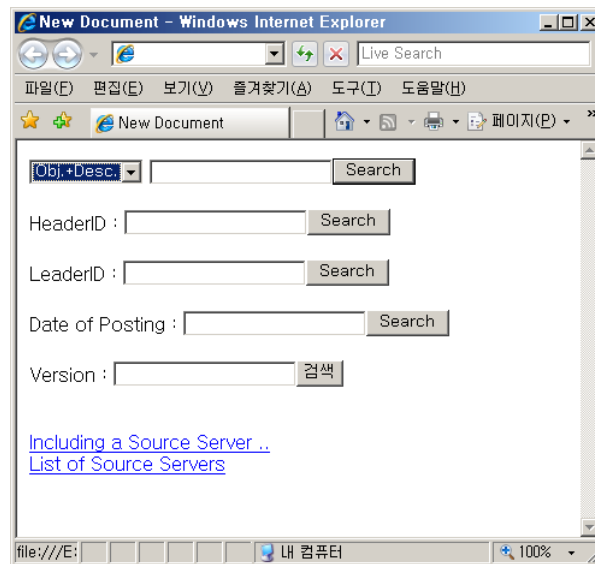 New Document - Windows Internet Explorer
Live Search
파일(F) 편집(E) 보기(V) 즐겨찾기(A) 도구(T) 도움말(H)
New Document 페이지(P) »
Obj.+Desc. Search
HeaderID : Search
LeaderID : Search
Date of Posting : Search
Version : 검색
Including a Source Server ..
List of Source Servers
file:///E: 내 컴퓨터 100%